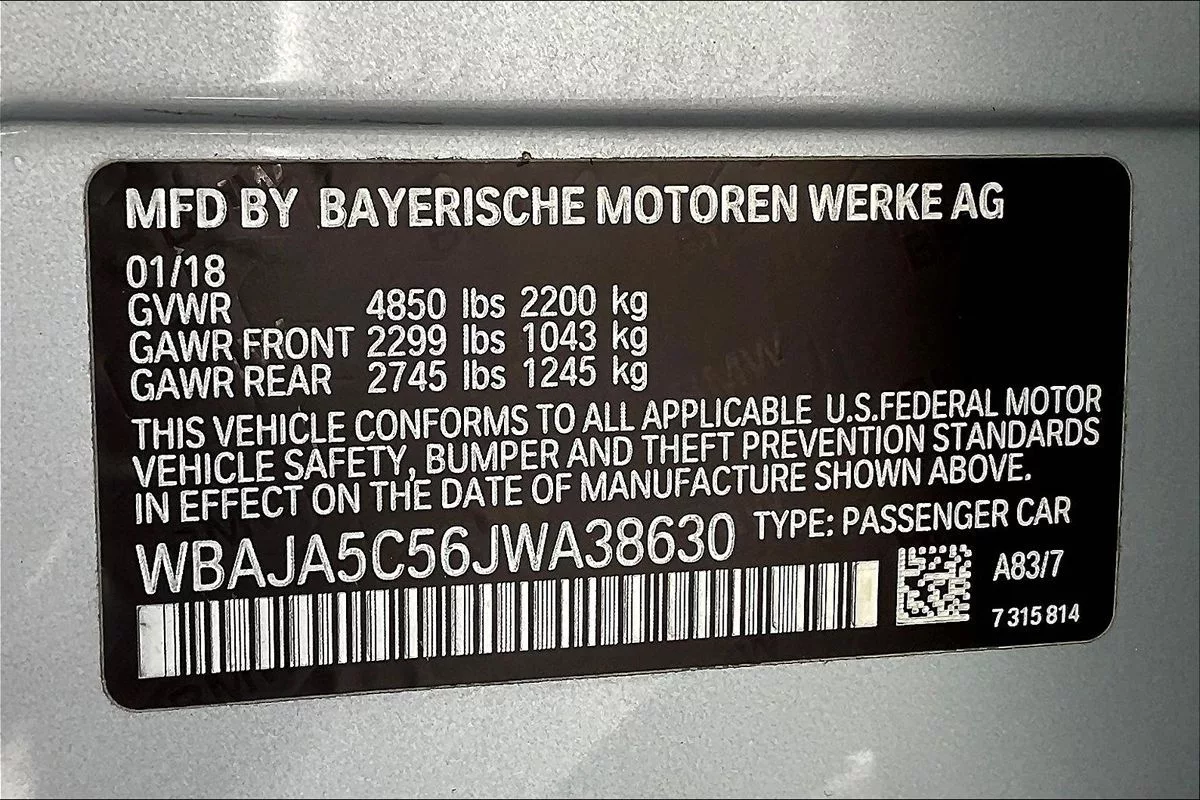 MFD BY BAYERISCHE MOTOREN WERKE AG
01/18
GVWR 4850 lbs 2200 kg
GAWR FRONT 2299 lbs 1043 kg
GAWR REAR 2745 lbs 1245 kg
THIS VEHICLE CONFORMS TO ALL APPLICABLE U.S.FEDERAL MOTOR
VEHICLE SAFETY, BUMPER AND THEFT PREVENTION STANDARDS
IN EFFECT ON THE DATE OF MANUFACTURE SHOWN ABOVE.
WBAJA5C56JWA38630 TYPE: PASSENGER CAR
A83/7
7 315 814